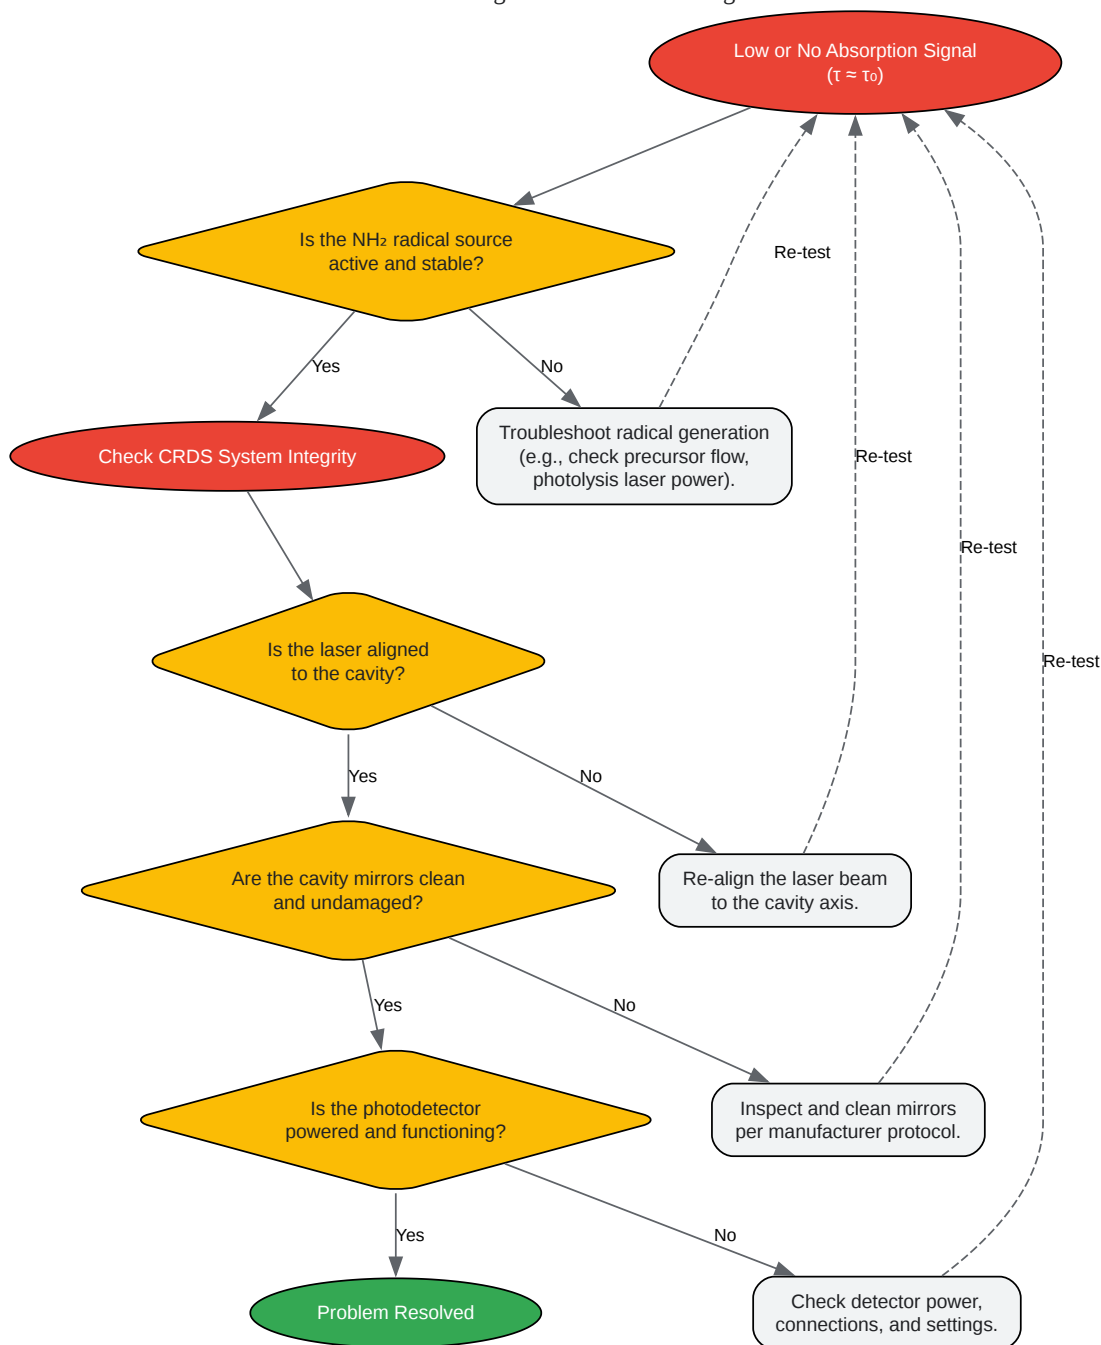 Low or No Absorption Signal
(τ ≈ τ₀)
Is the NH₂ radical source
active and stable?
Re-test
Yes
No
Troubleshoot radical generation
(e.g., check precursor flow,
photolysis laser power).
Check CRDS System Integrity
Re-test
Re-test
Is the laser aligned
to the cavity?
Re-test
Yes
No
Are the cavity mirrors clean
and undamaged?
Re-align the laser beam
to the cavity axis.
Yes
No
Is the photodetector
powered and functioning?
Inspect and clean mirrors
per manufacturer protocol.
Yes
No
Problem Resolved
Check detector power,
connections, and settings.